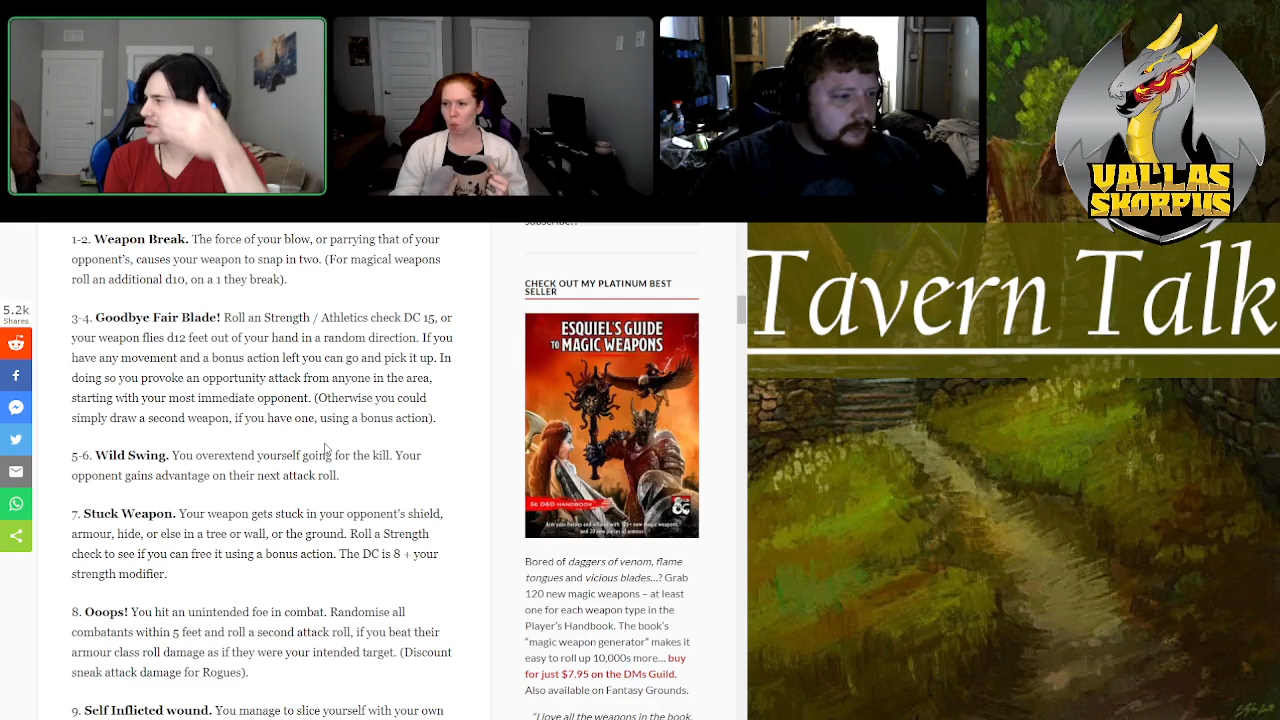 VALLAS
SKORPUS
Tavern Talk
5.2k
Shares
1-2. Weapon Break. The force of your blow, or parrying that of your
opponent's, causes your weapon to snap in two. (For magical weapons
roll an additional d10, on a 1 they break).
3-4. Goodbye Fair Blade! Roll an Strength / Athletics check DC 15, or
your weapon flies d12 feet out of your hand in a random direction. If you
have any movement and a bonus action left you can go and pick it up. In
doing so you provoke an opportunity attack from anyone in the area,
starting with your most immediate opponent. (Otherwise you could
simply draw a second weapon, if you have one, using a bonus action).
5-6. Wild Swing. You overextend yourself going for the kill. Your
opponent gains advantage on their next attack roll.
7. Stuck Weapon. Your weapon gets stuck in your opponent's shield,
armour, hide, or else in a tree or wall, or the ground. Roll a Strength
check to see if you can free it using a bonus action. The DC is 8 + your
strength modifier.
8. Ooops! You hit an unintended foe in combat. Randomise all
combatants within 5 feet and roll a second attack roll, if you beat their
armour class roll damage as if they were your intended target. (Discount
sneak attack damage for Rogues).
9. Self Inflicted wound. You manage to slice yourself with your own
subscriber!
CHECK OUT MY PLATINUM BEST
SELLER
ESQUIEL'S GUIDE
TO MAGIC WEAPONS
5E D&D HANDBOOK
Bored of daggers of venom, flame
tongues and vicious blades...? Grab
120 new magic weapons – at least
one for each weapon type in the
Player's Handbook. The book's
"magic weapon generator" makes it
easy to roll up 10,000s more... buy
for just $7.95 on the DMs Guild.
Also available on Fantasy Grounds.
"I love all the weapons in the book,